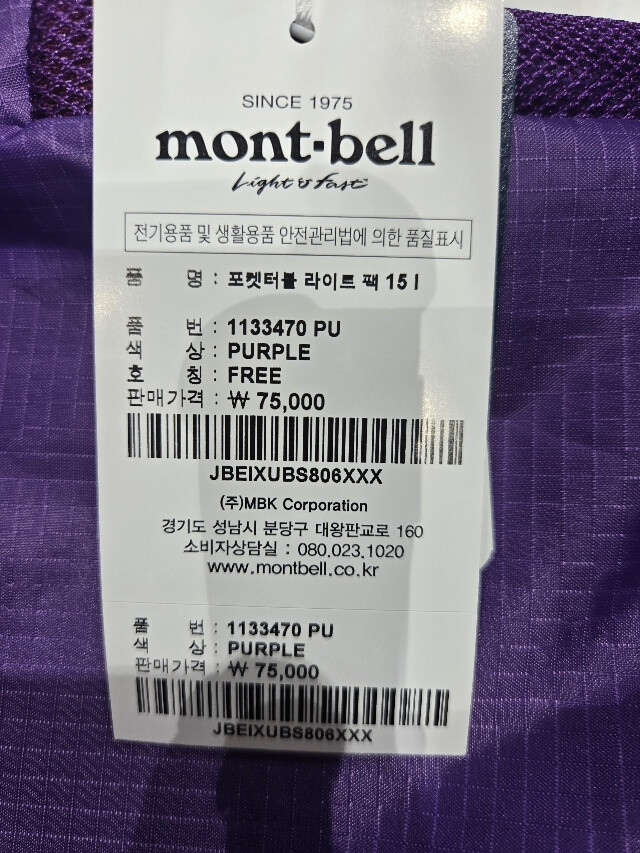 SINCE 1975
mont-bell
Light & Fast
전기용품 및 생활용품 안전관리법에 의한 품질표시
품 명 : 포켓터블 라이트 팩 15 l
품 번 : 1133470 PU
색 상 : PURPLE
호 칭 : FREE
판매가격 : ₩ 75,000
JBEIXUBS806XXX
(주)MBK Corporation
경기도 성남시 분당구 대왕판교로 160
소비자상담실 : 080.023.1020
www.montbell.co.kr
품 번 : 1133470 PU
색 상 : PURPLE
판매가격 : ₩ 75,000
JBEIXUBS806XXX